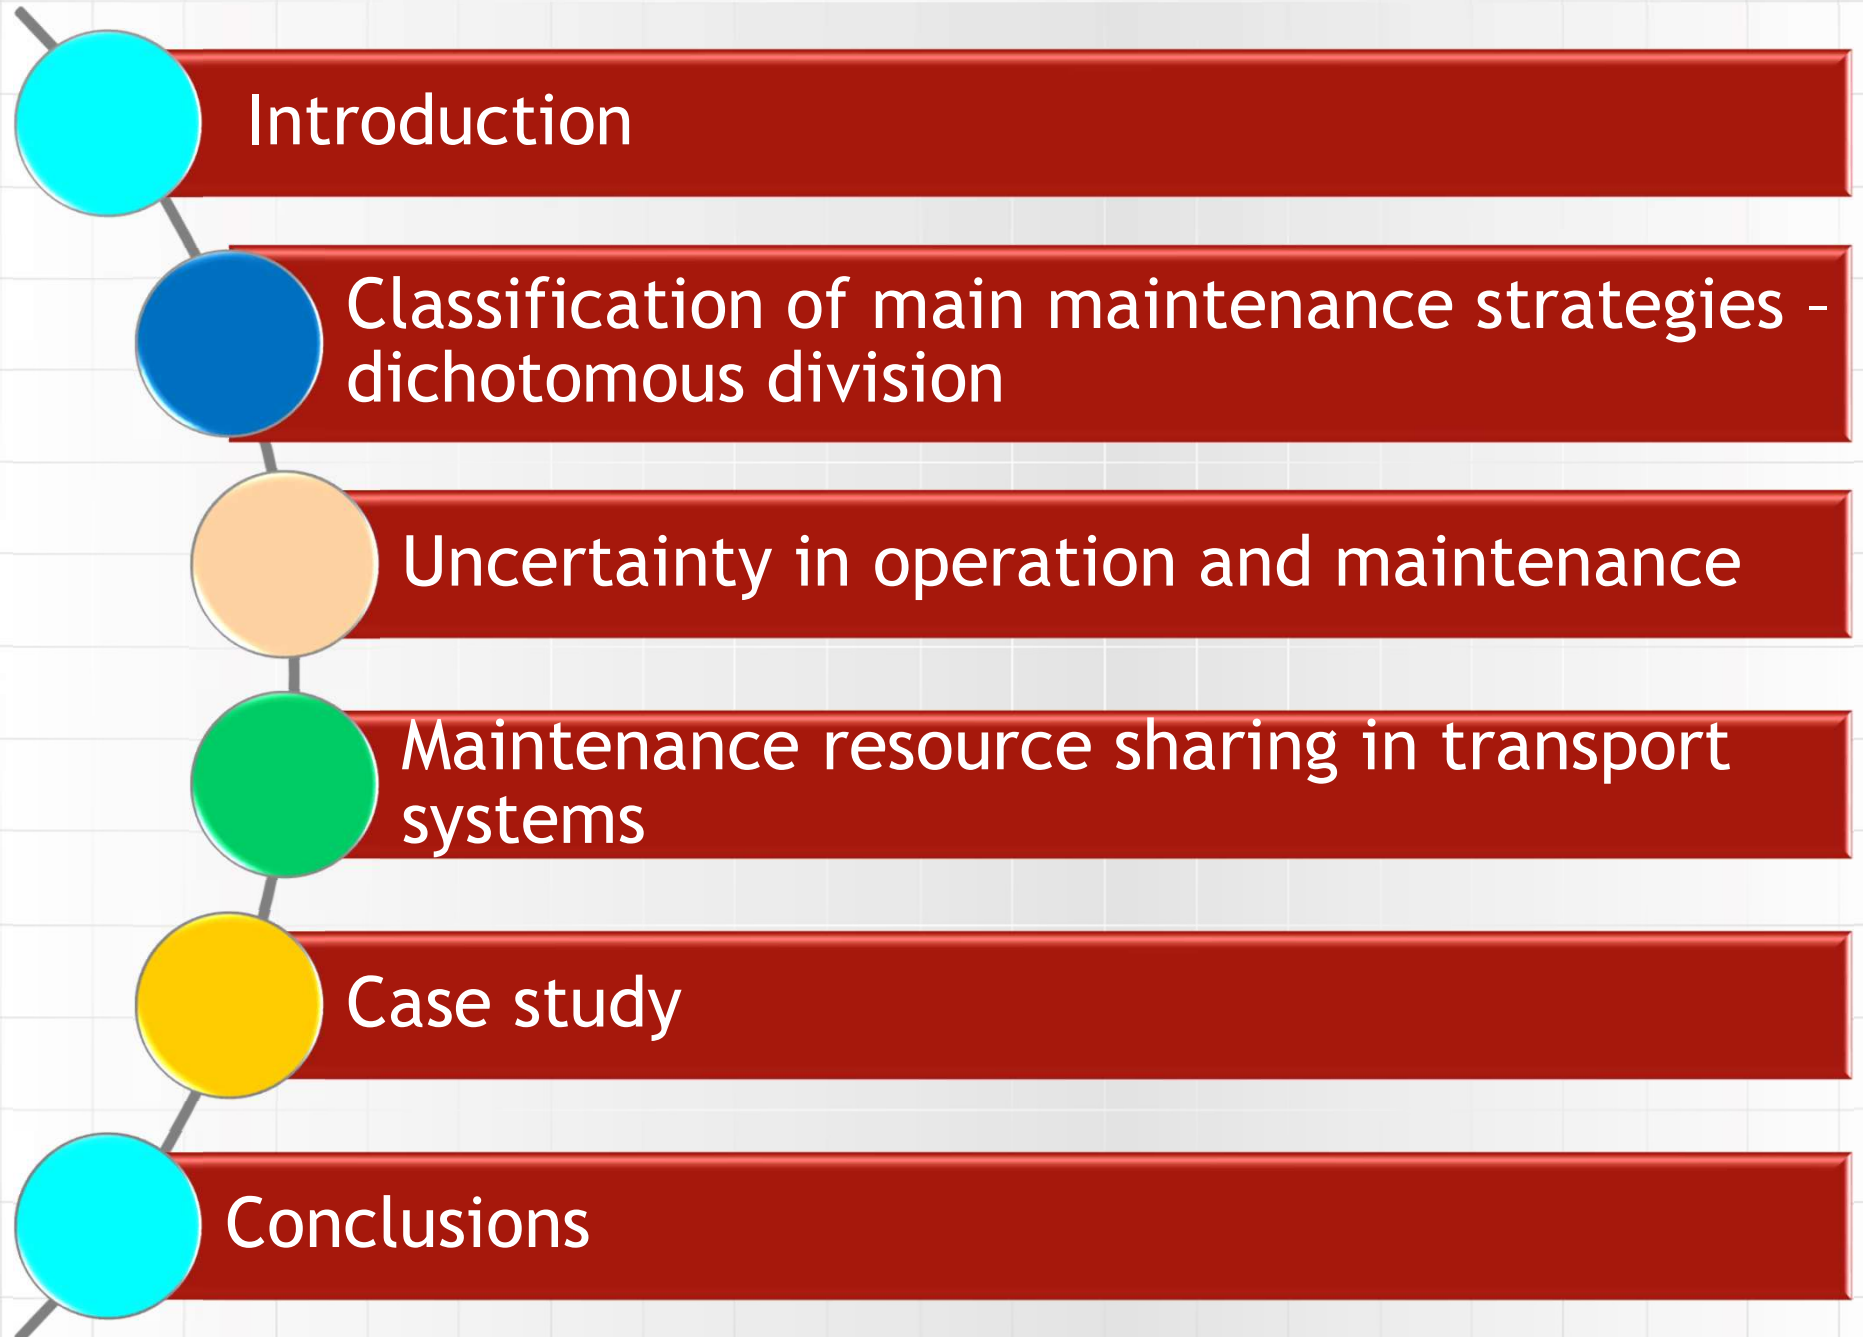 Introduction
Classification of main maintenance strategies –
dichotomous division
Uncertainty in operation and maintenance
Maintenance resource sharing in transport
systems
Case study
Conclusions